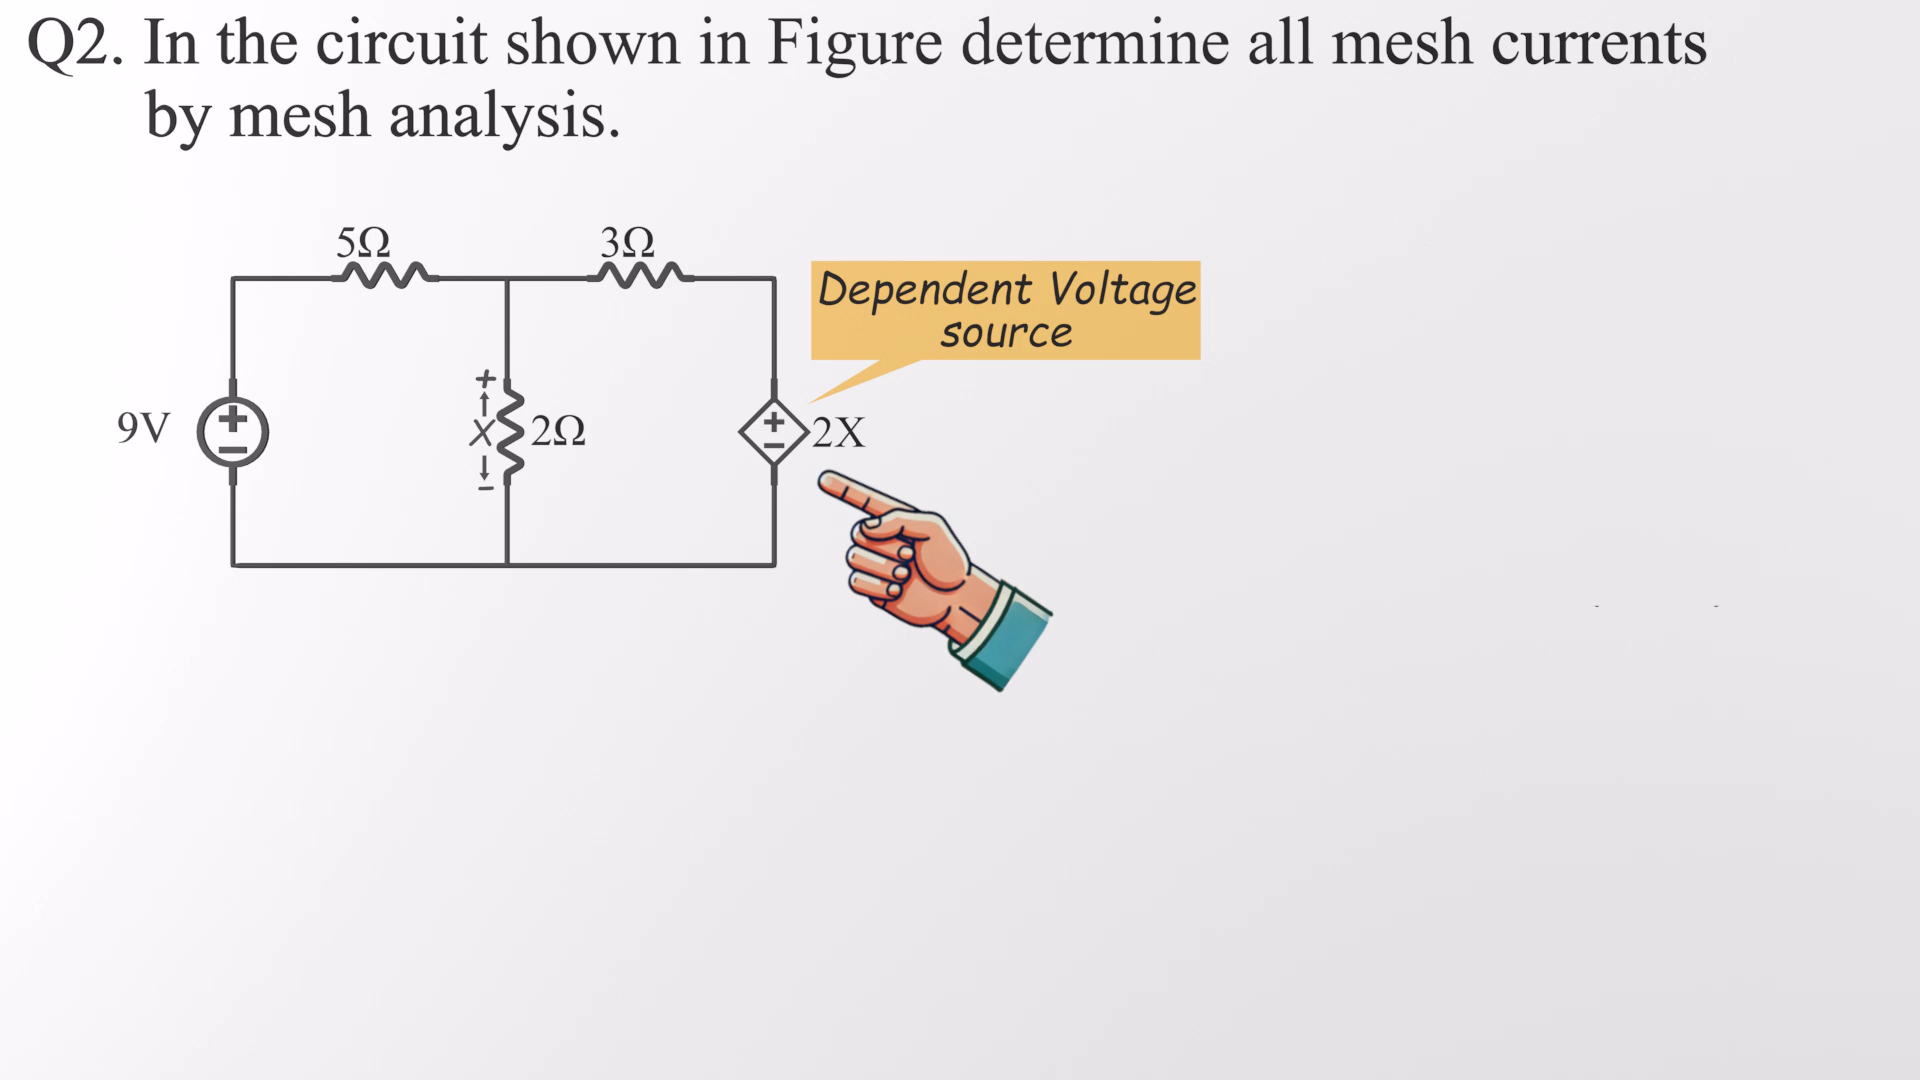 Q2. In the circuit shown in Figure determine all mesh currents
by mesh analysis.
5Ω
3Ω
Dependent Voltage
source
9V
+
−
+
X
−
2Ω
+
−
2X